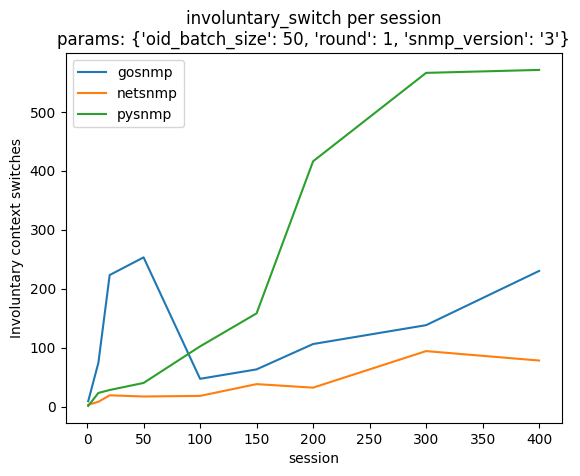 involuntary_switch per session
params: {'oid_batch_size': 50, 'round': 1, 'snmp_version': '3'}
gosnmp
netsnmp
pysnmp
Involuntary context switches
500
400
300
200
100
0
0 50 100 150 200 250 300 350 400
session